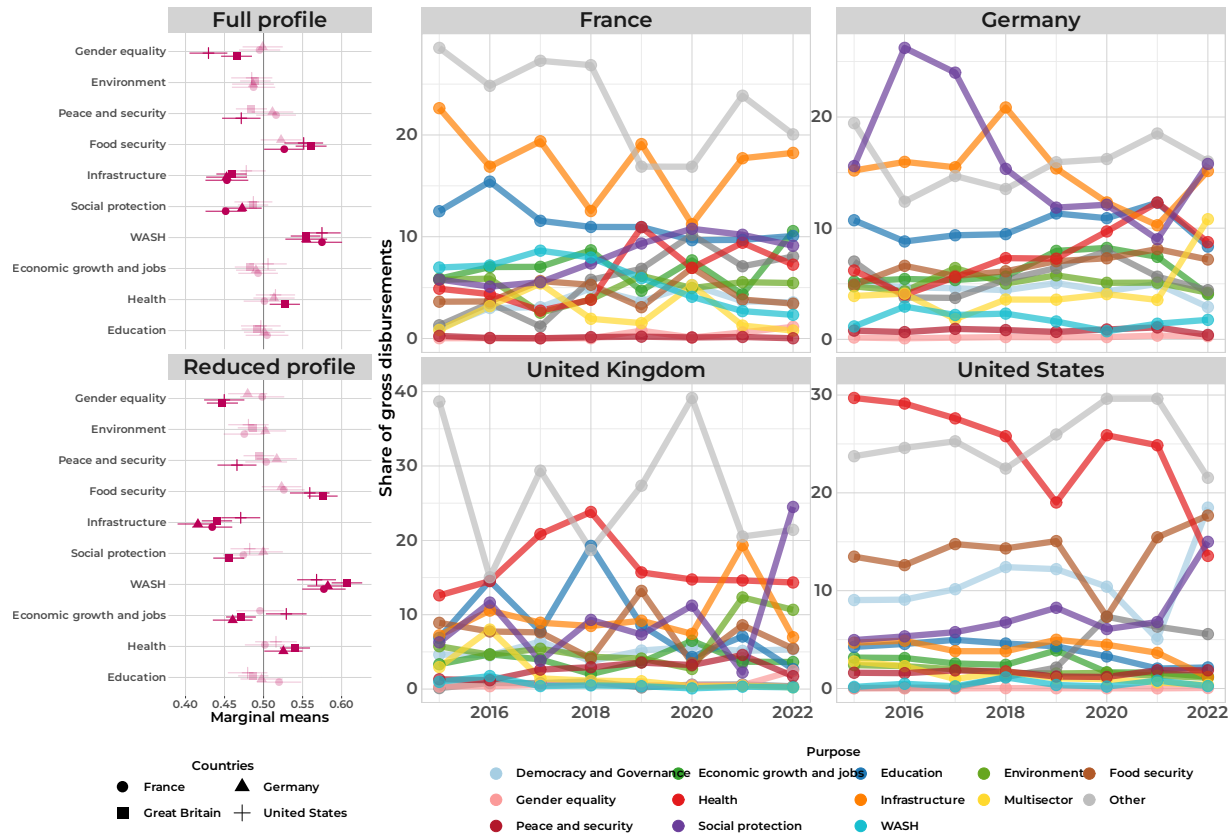 Full profile
Gender equality
Environment
Peace and security
Food security
Infrastructure
Social protection
WASH
Economic growth and jobs
Health
Education
Reduced profile
Gender equality
Environment
Peace and security
Food security
Infrastructure
Social protection
WASH
Economic growth and jobs
Health
Education
0.40 0.45 0.50 0.55 0.60
Marginal means
Countries
France Germany
Great Britain United States
Share of gross disbursements
France
20
10
0
Germany
20
10
0
United Kingdom
40
30
20
10
0
2016 2018 2020 2022
United States
30
20
10
0
2016 2018 2020 2022
Purpose
Democracy and Governance Economic growth and jobs Education Environment Food security
Gender equality Health Infrastructure Multisector Other
Peace and security Social protection WASH